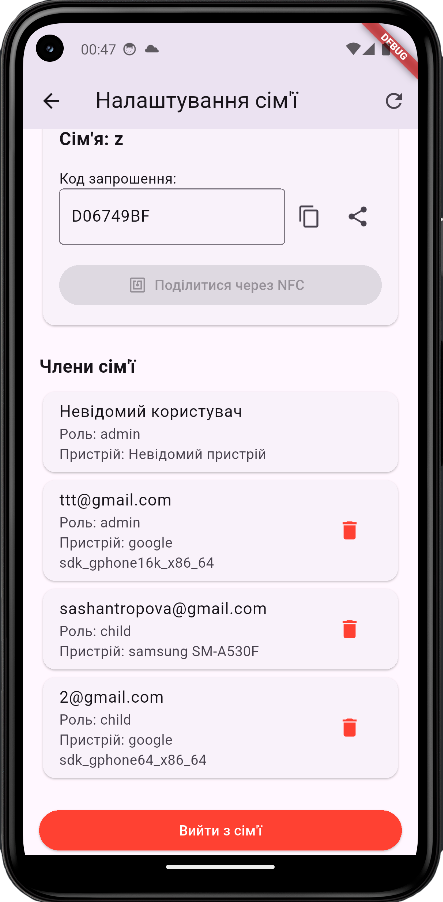 00:47
DEBUG
Налаштування сім'ї
Сім'я: z
Код запрошення:
D06749BF
Поділитися через NFC
Члени сім'ї
Невідомий користувач
Роль: admin
Пристрій: Невідомий пристрій
ttt@gmail.com
Роль: admin
Пристрій: google
sdk_gphone16k_x86_64
sashantropova@gmail.com
Роль: child
Пристрій: samsung SM-A530F
2@gmail.com
Роль: child
Пристрій: google
sdk_gphone64_x86_64
Вийти з сім'ї